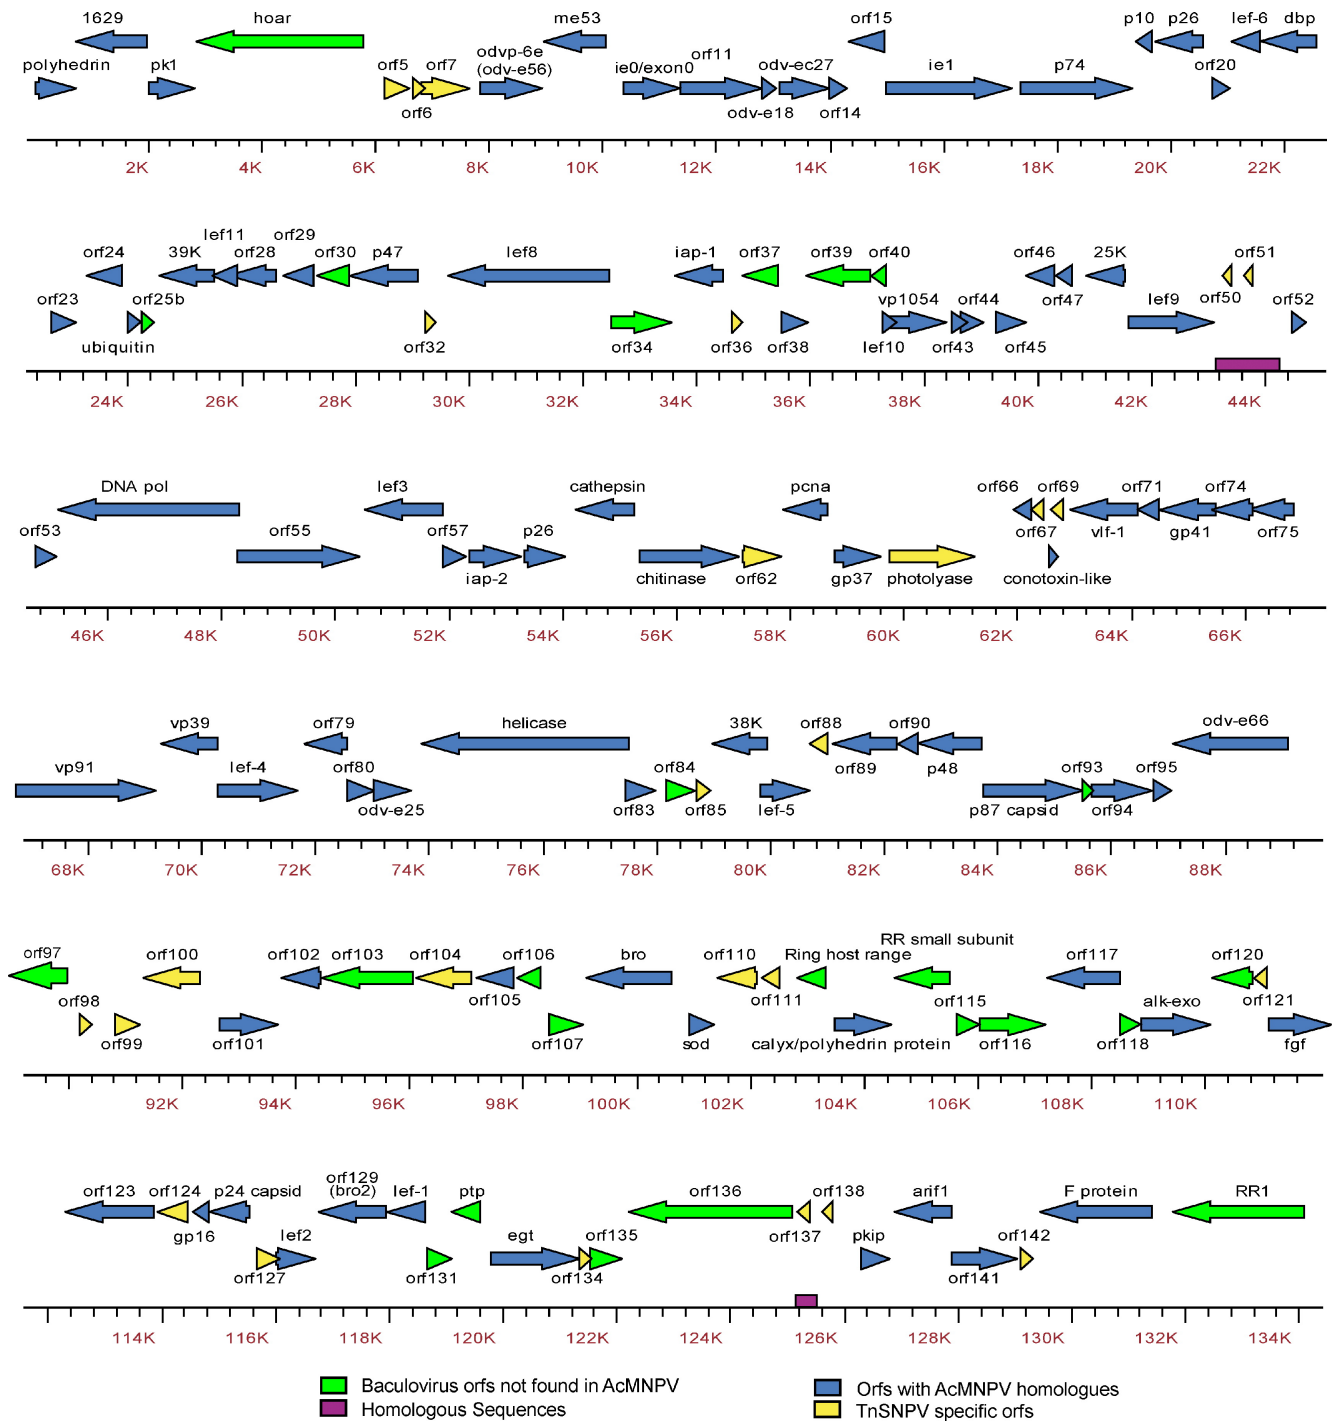 1629 hoar me53 orf15 p10 p26 lef-6 dbp
polyhedrin pk1 orf5 orf7 odvp-6e (odv-e56) ie0/exon0 orf11 odv-ec27 ie1 p74 orf20
orf6 odv-e18 orf14
2K 4K 6K 8K 10K 12K 14K 16K 18K 20K 22K
lef11 orf29
orf24 39K orf28 orf30 p47 lef8 iap-1 orf37 orf39 orf40 orf46 25K orf51
orf23 orf25b vp1054 orf44 orf47 lef9 orf50 orf52
ubiquitin orf32 orf34 orf36 orf38 lef10 orf43 orf45
24K 26K 28K 30K 32K 34K 36K 38K 40K 42K 44K
DNA pol lef3 cathepsin pcna orf66 orf69 orf71 orf74
orf53 orf55 orf57 p26 orf67 vlf-1 gp41 orf75
iap-2 chitinase orf62 gp37 photolyase conotoxin-like
46K 48K 50K 52K 54K 56K 58K 60K 62K 64K 66K
vp39 orf79 helicase 38K orf88 orf90 odv-e66
vp91 lef-4 orf80 orf84 orf89 p48 orf93 orf95
odv-e25 orf83 orf85 lef-5 p87 capsid orf94
68K 70K 72K 74K 76K 78K 80K 82K 84K 86K 88K
RR small subunit
orf97 orf100 orf102 orf103 orf104 orf106 bro orf110 Ring host range orf117 orf120
orf98 orf105 orf111 orf115 alk-exo orf121
orf99 orf101 orf107 sod calyx/polyhedrin protein orf116 orf118 fgf
92K 94K 96K 98K 100K 102K 104K 106K 108K 110K
orf129
orf123 orf124 p24 capsid (bro2) lef-1 ptp orf136 orf138 arif1 F protein RR1
gp16 lef2 egt orf135 orf137 pkip orf142
orf127 orf131 orf134 orf141
114K 116K 118K 120K 122K 124K 126K 128K 130K 132K 134K
Baculovirus orfs not found in AcMNPV Orfs with AcMNPV homologues
Homologous Sequences TnSNPV specific orfs